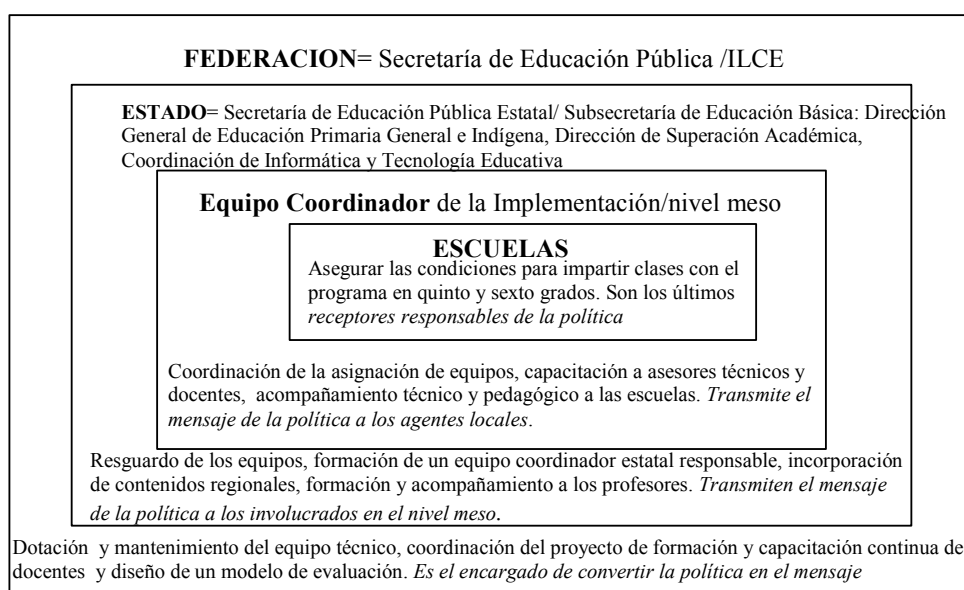 FEDERACION= Secretaría de Educación Pública /ILCE
ESTADO= Secretaría de Educación Pública Estatal/ Subsecretaría de Educación Básica: Dirección
General de Educación Primaria General e Indígena, Dirección de Superación Académica,
Coordinación de Informática y Tecnología Educativa
Equipo Coordinador de la Implementación/nivel meso
ESCUELAS
Asegurar las condiciones para impartir clases con el
programa en quinto y sexto grados. Son los últimos
receptores responsables de la política
Coordinación de la asignación de equipos, capacitación a asesores técnicos y
docentes, acompañamiento técnico y pedagógico a las escuelas. Transmite el
mensaje de la política a los agentes locales.
Resguardo de los equipos, formación de un equipo coordinador estatal responsable, incorporación
de contenidos regionales, formación y acompañamiento a los profesores. Transmiten el mensaje
de la política a los involucrados en el nivel meso.
Dotación y mantenimiento del equipo técnico, coordinación del proyecto de formación y capacitación continua de
docentes y diseño de un modelo de evaluación. Es el encargado de convertir la política en el mensaje